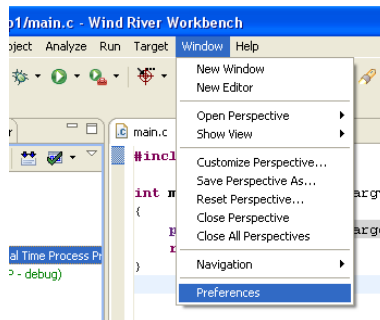 o1/main.c - Wind River Workbench
oject Analyze Run Target Window Help
New Window
New Editor
Open Perspective
Show View
Customize Perspective...
Save Perspective As...
Reset Perspective...
Close Perspective
Close All Perspectives
Navigation
Preferences
main.c
#incl
int m
{
p
r
}
arg
argo
al Time Process Pr
P - debug)